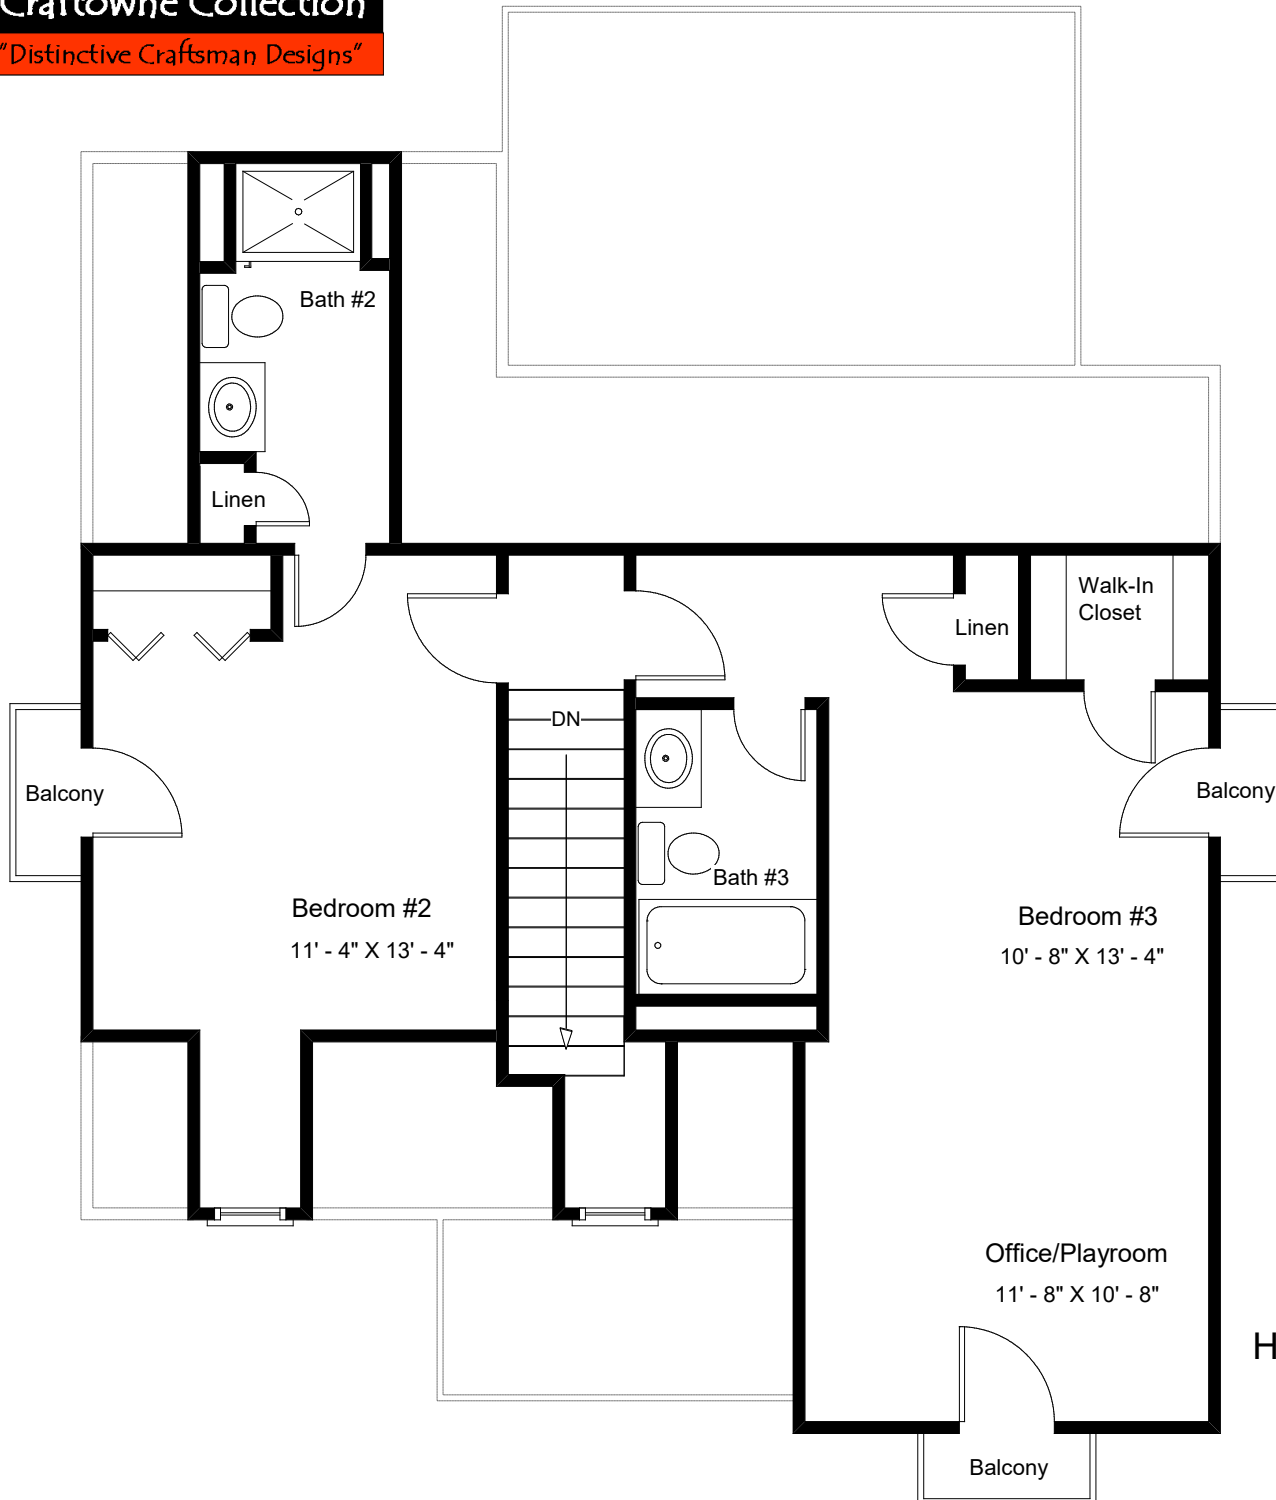 Craftowne Collection
"Distinctive Craftsman Designs"
Bath #2
Linen
Walk-In
Closet
Linen
DN
Balcony
Balcony
Bath #3
Bedroom #2
11' - 4" X 13' - 4"
Bedroom #3
10' - 8" X 13' - 4"
Office/Playroom
11' - 8" X 10' - 8"
H
Balcony